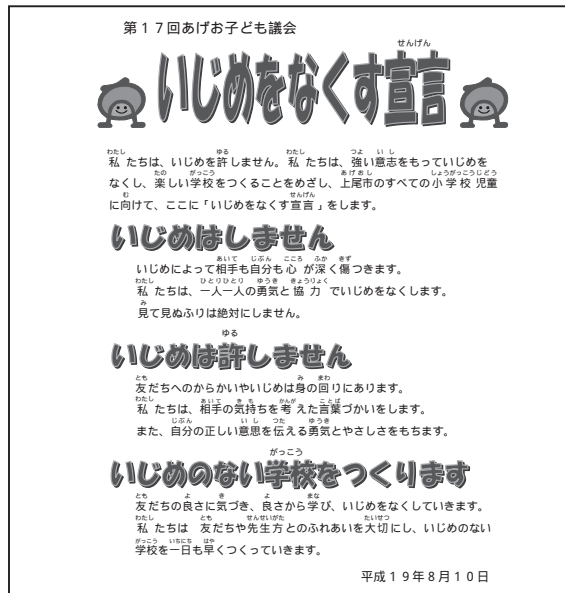 第１７回あげお子ども議会
いじめをなくす宣言
私たちは、いじめを許しません。私たちは、強い意志をもっていじめを
なくし、楽しい学校をつくることをめざし、上尾市のすべての小学校児童
に向けて、ここに「いじめをなくす宣言」をします。
いじめはしません
いじめによって相手も自分も心が深く傷つきます。
私たちは、一人一人の勇気と協力でいじめをなくします。
見て見ぬふりは絶対にしません。
いじめは許しません
友だちへのからかいやいじめは身の回りにあります。
私たちは、相手の気持ちを考えた言葉づかいをします。
また、自分の正しい意思を伝える勇気とやさしさをもちます。
いじめのない学校をつくります
友だちの良さに気づき、良さから学び、いじめをなくしていきます。
私たちは 友だちや先生方とのふれあいを大切にし、いじめのない
学校を一日も早くつくっていきます。
平成１９年８月１０日